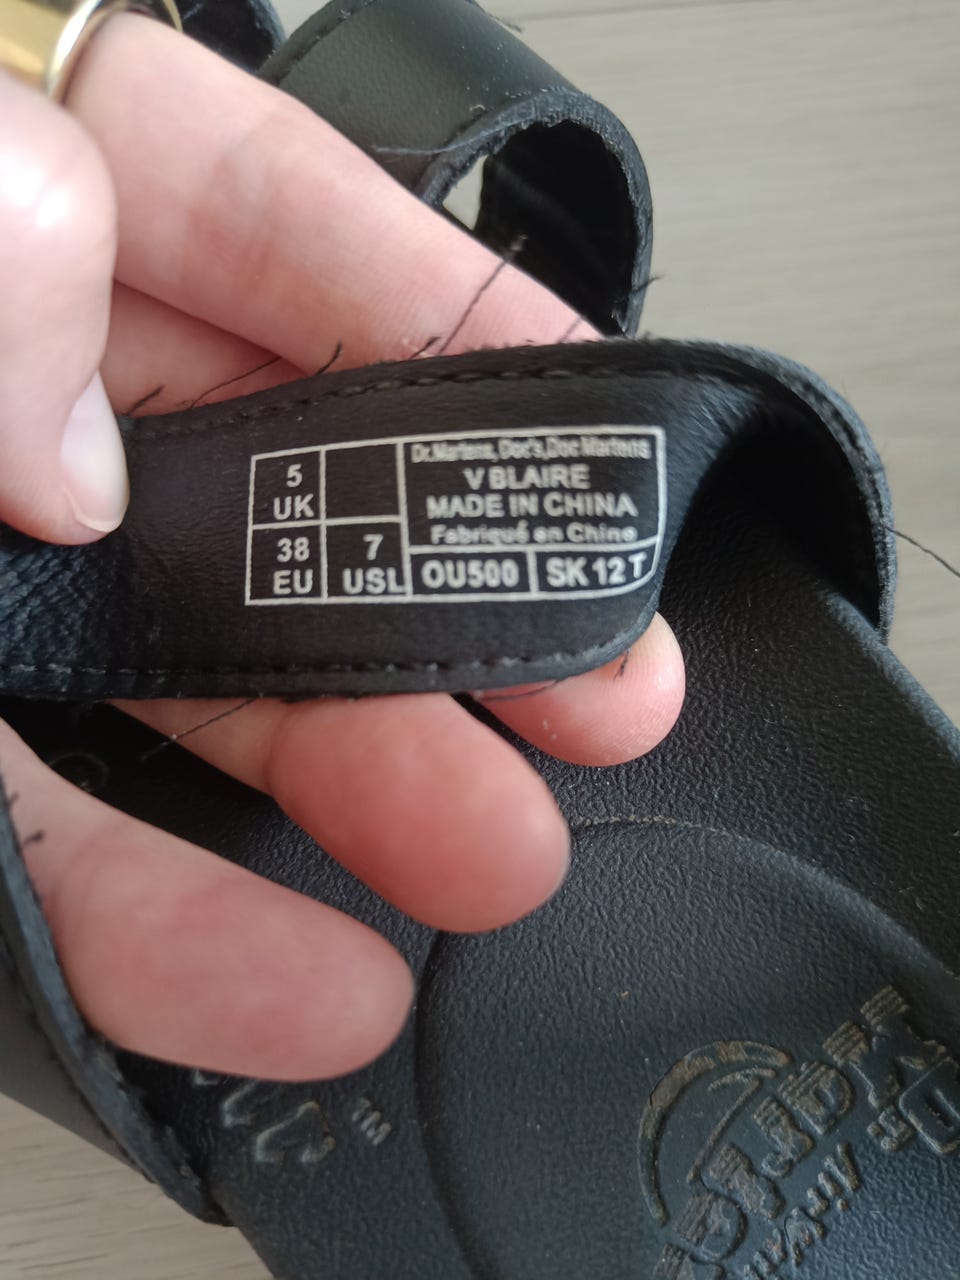 5
UK
38
EU
7
USL
Dr.Martens, Doc's, Doc Martens
V BLAIRE
MADE IN CHINA
Fabriqué en Chine
OU500
SK 12 T
™